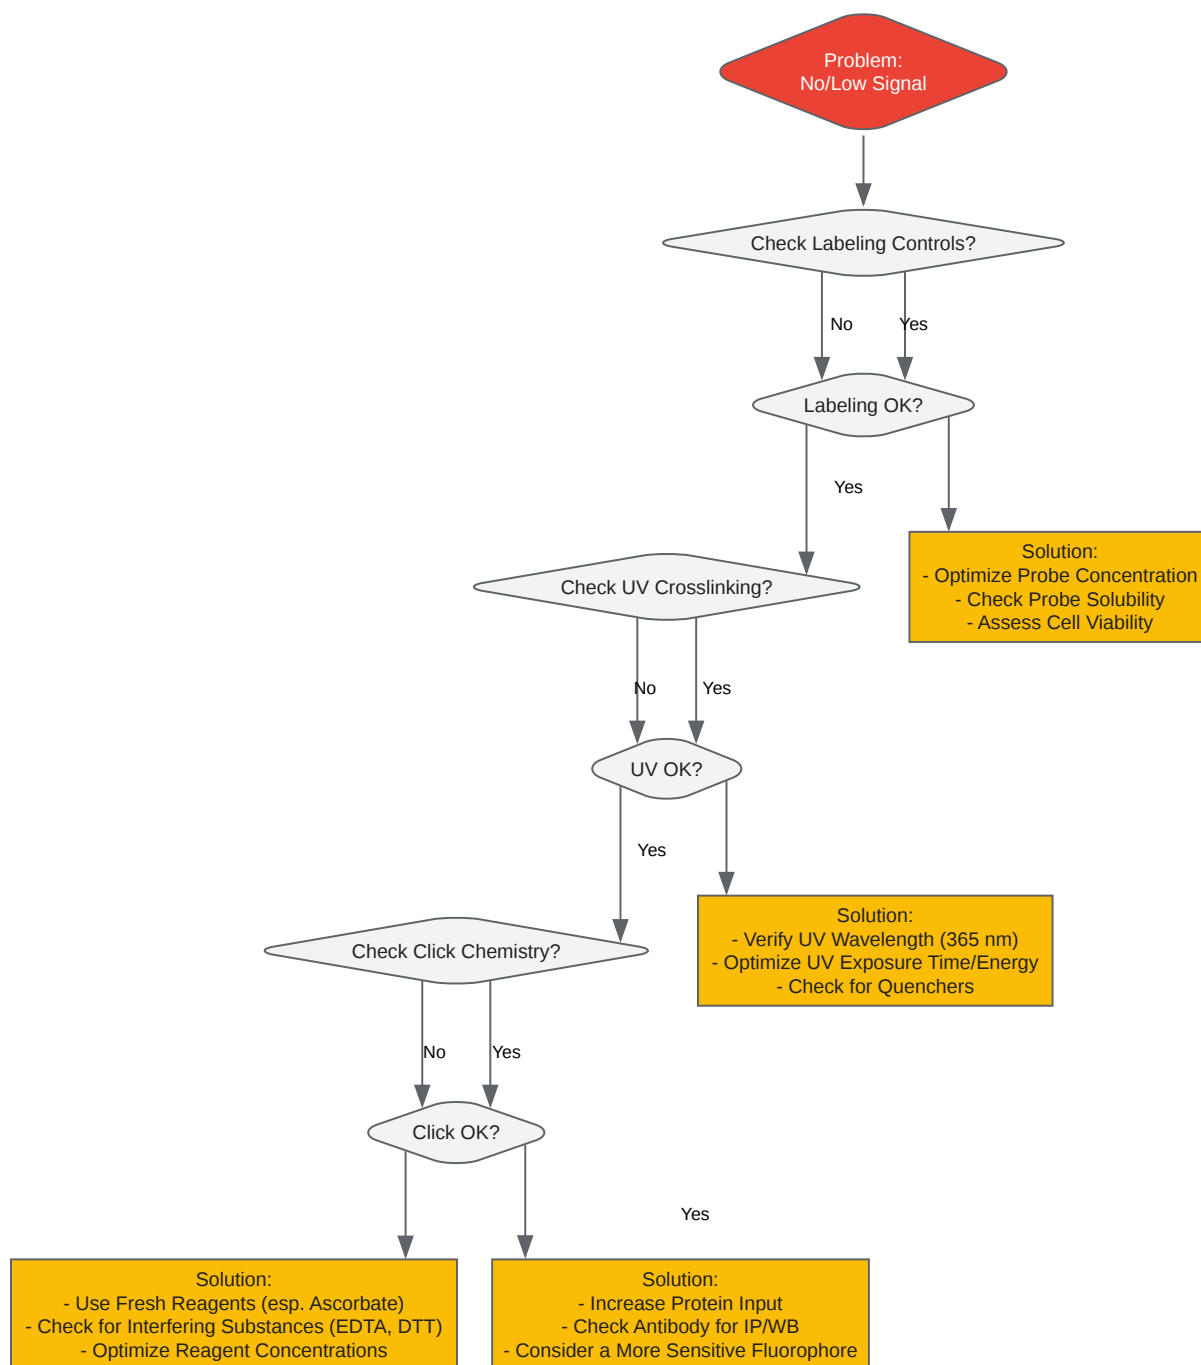 Problem:
No/Low Signal
Check Labeling Controls?
No
Yes
Labeling OK?
Yes
Solution:
- Optimize Probe Concentration
- Check Probe Solubility
- Assess Cell Viability
Check UV Crosslinking?
No
Yes
UV OK?
Yes
Solution:
- Verify UV Wavelength (365 nm)
- Optimize UV Exposure Time/Energy
- Check for Quenchers
Check Click Chemistry?
No
Yes
Click OK?
Yes
Solution:
- Use Fresh Reagents (esp. Ascorbate)
- Check for Interfering Substances (EDTA, DTT)
- Optimize Reagent Concentrations
Solution:
- Increase Protein Input
- Check Antibody for IP/WB
- Consider a More Sensitive Fluorophore